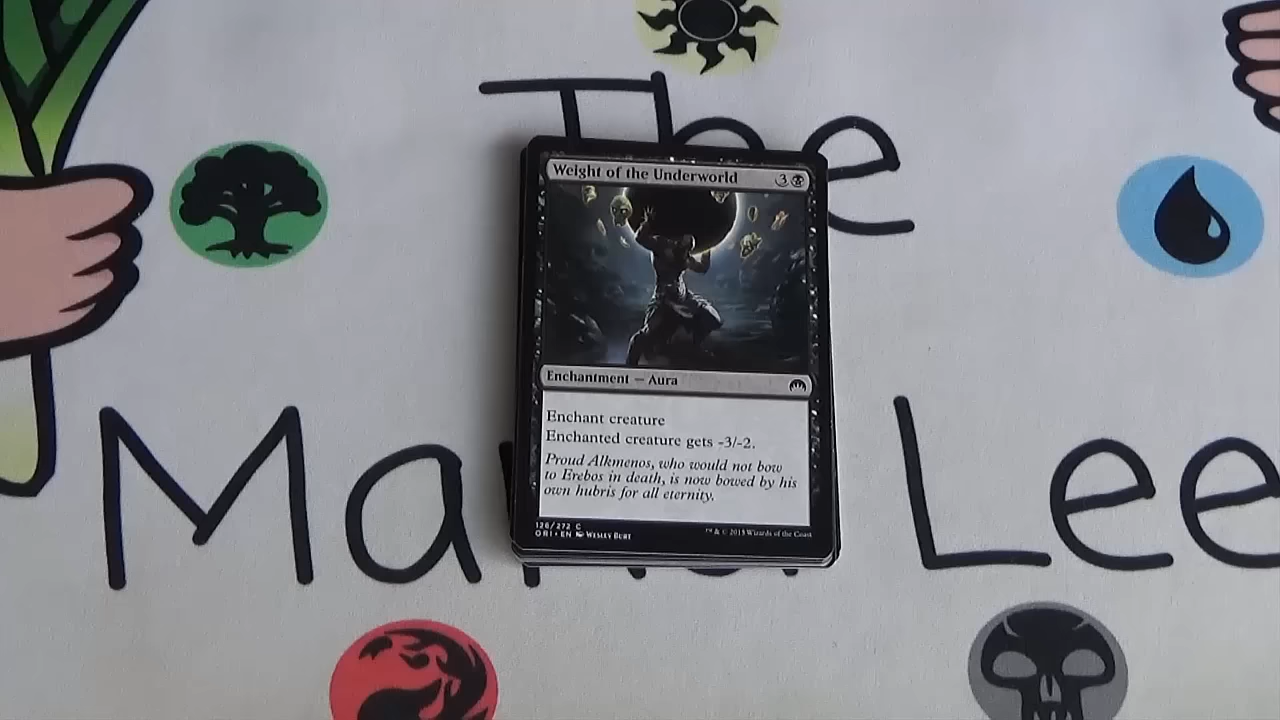 The
Weight of the Underworld 3
Enchantment — Aura
Enchant creature
Enchanted creature gets -3/-2.
Proud Alkmenos, who would not bow
to Erebos in death, is now bowed by his
own hubris for all eternity.
126/272 C
ORI • EN Wesley Burt
™ & © 2015 Wizards of the Coast
Lee